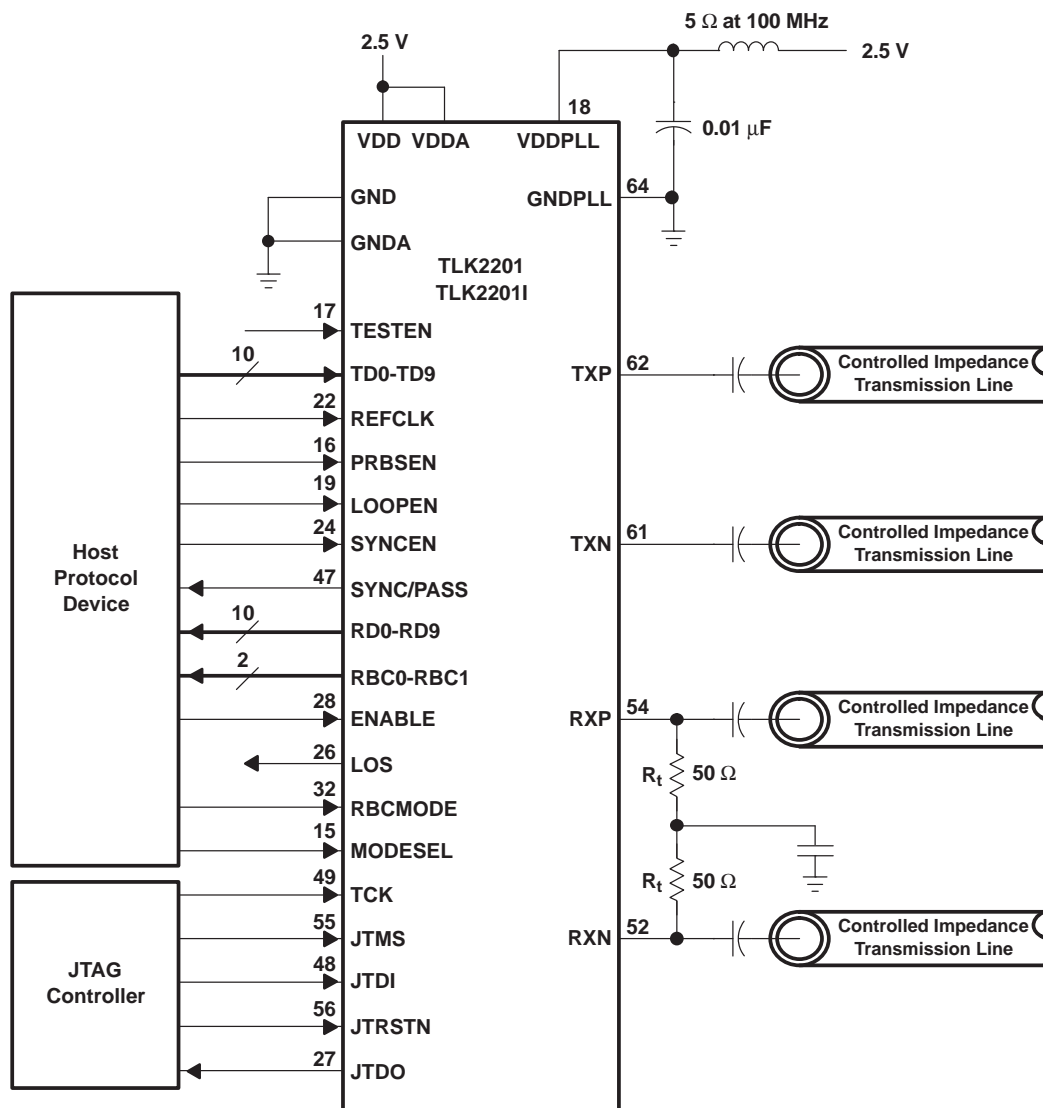 5 Ω at 100 MHz
2.5 V
2.5 V
18
0.01 μF
VDD
VDDA
VDDPLL
GND
GNDPLL
64
GNDA
TLK2201
TLK2201I
17
TESTEN
10
TD0-TD9
22
REFCLK
16
PRBSEN
19
LOOPEN
24
SYNCEN
47
SYNC/PASS
10
RD0-RD9
2
RBC0-RBC1
28
ENABLE
26
LOS
32
RBCMODE
15
MODESEL
49
TCK
55
JTMS
48
JTDI
56
JTRSTN
27
JTDO
Host
Protocol
Device
JTAG
Controller
TXP
62
Controlled Impedance
Transmission Line
TXN
61
Controlled Impedance
Transmission Line
RXP
54
Controlled Impedance
Transmission Line
Rt
50 Ω
Rt
50 Ω
RXN
52
Controlled Impedance
Transmission Line